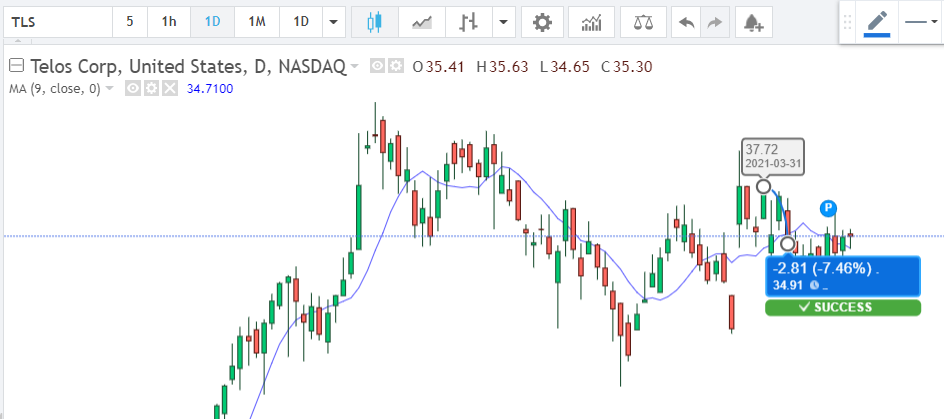 TLS 5 1h 1D 1M 1D
Telos Corp, United States, D, NASDAQ O35.41 H35.63 L34.65 C35.30
MA (9, close, 0) 34.7100
37.72
2021-03-31
P
-2.81 (-7.46%) .
34.91 ..
SUCCESS